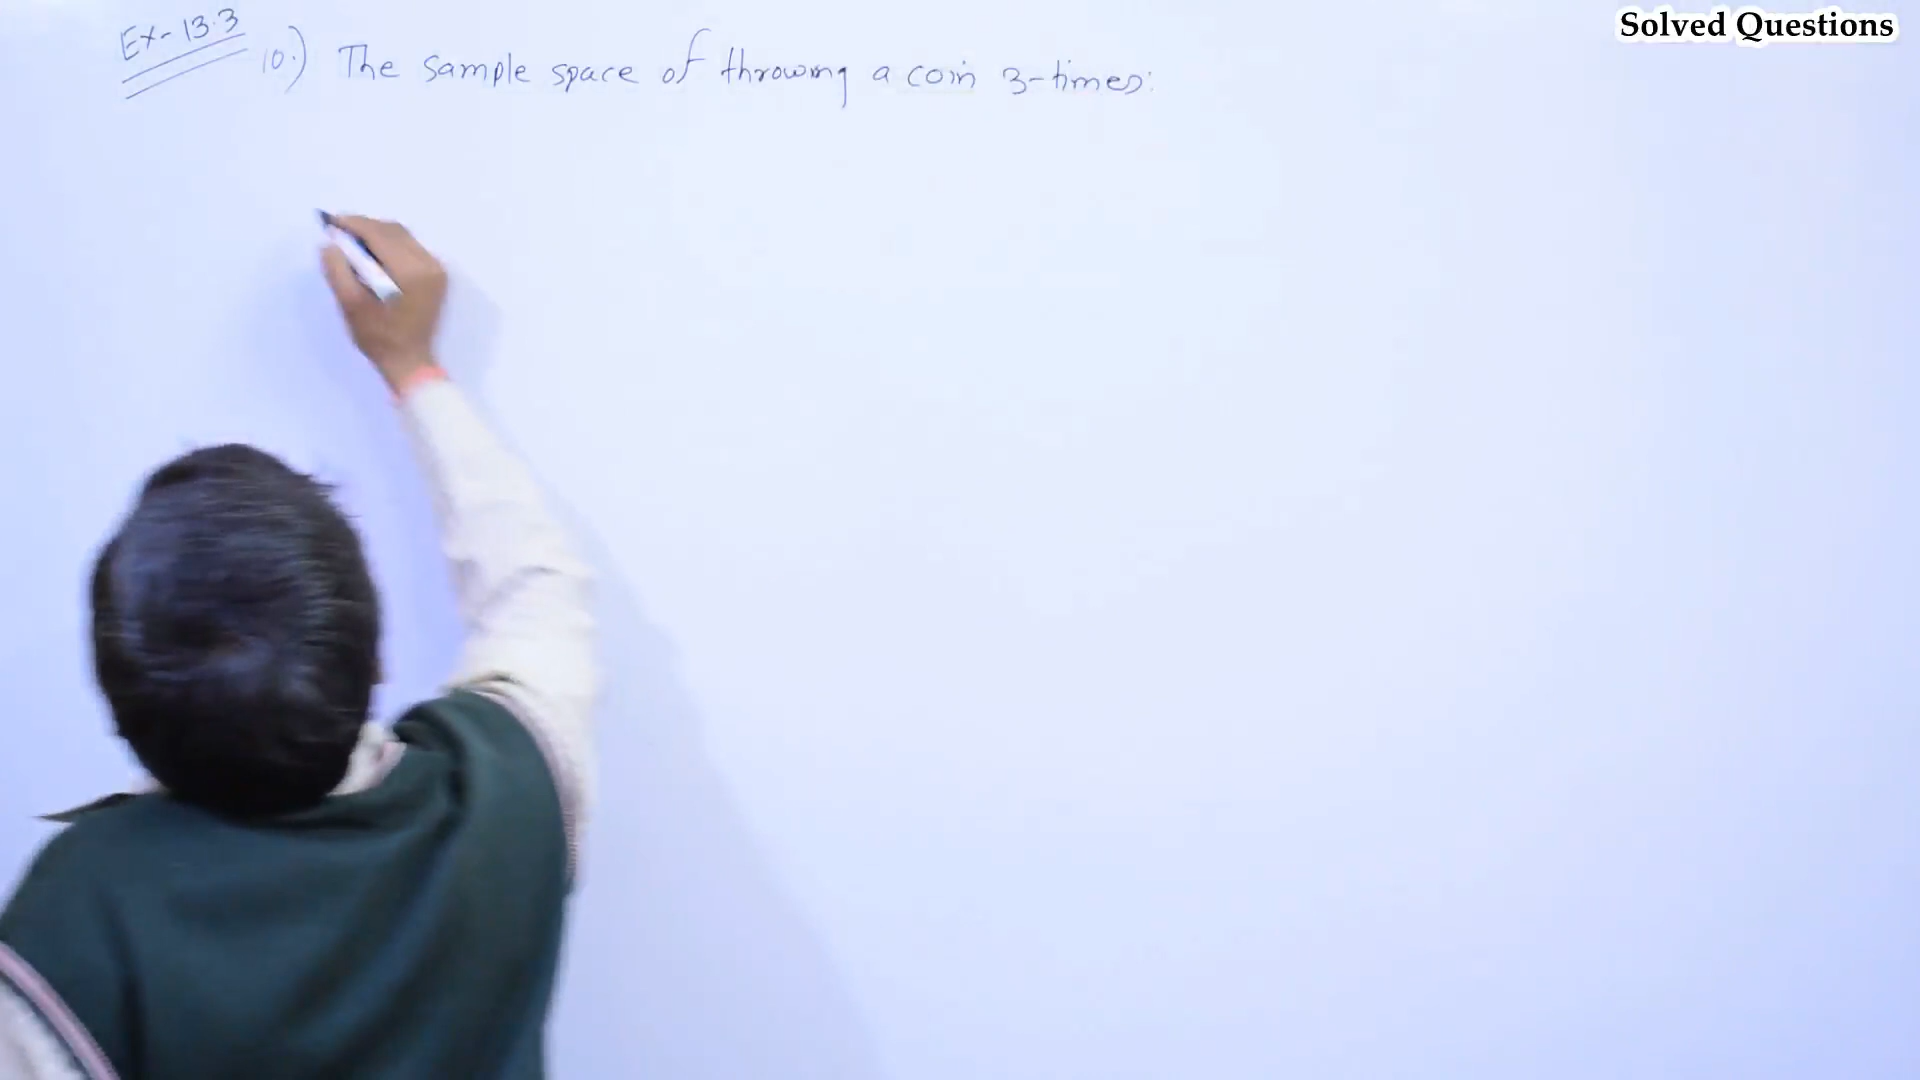 Solved Questions
Ex-13.3
10.) The sample space of throwing a coin 3-times: